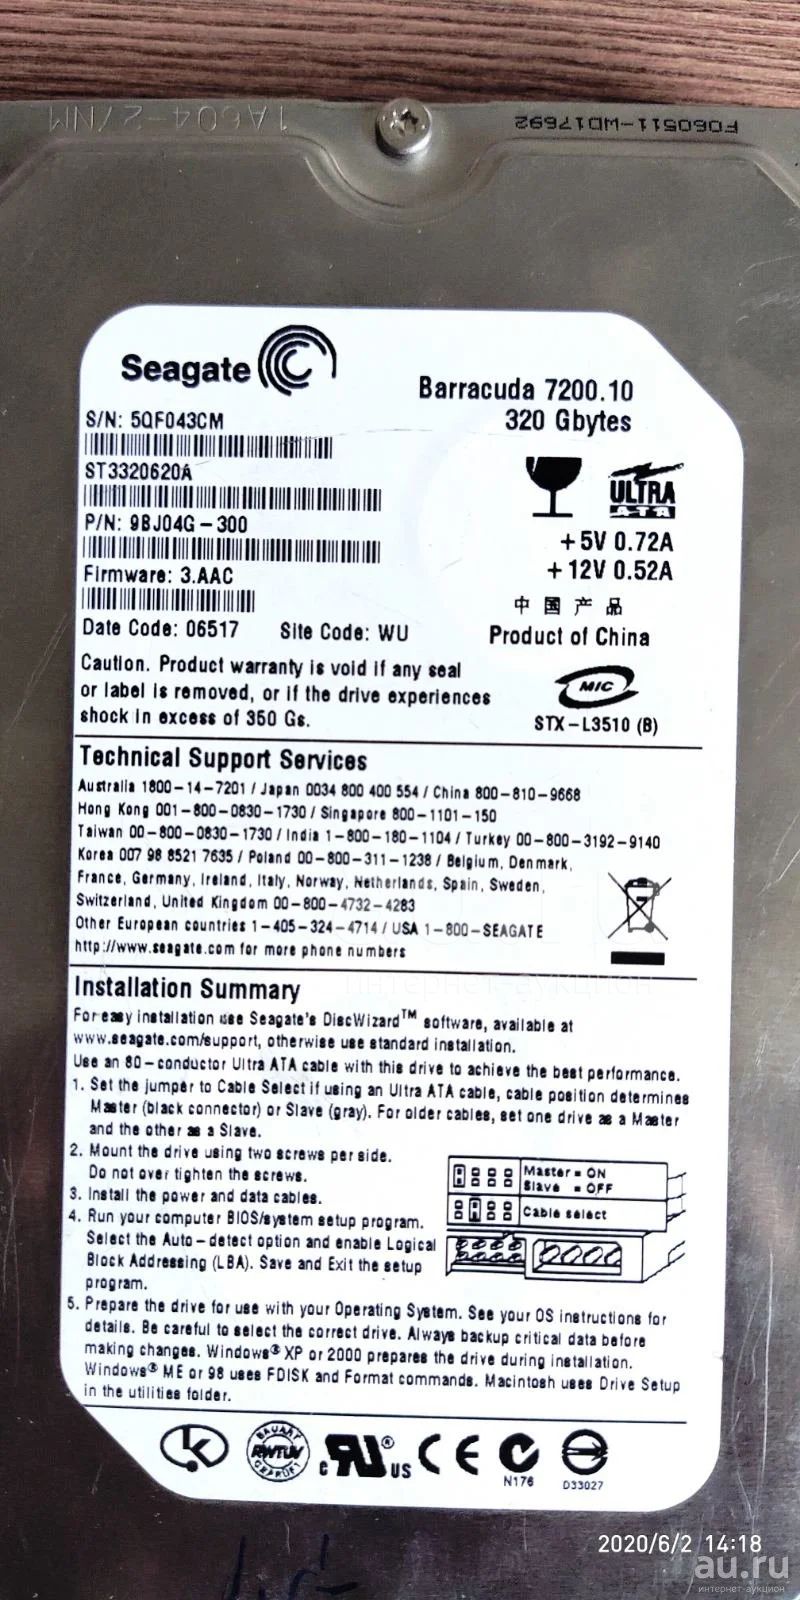 1A604-2/NM
F060511-WD17692
Seagate
Barracuda 7200.10
320 Gbytes
S/N: 5QF043CM
ST3320620A
P/N: 9BJ04G-300
Firmware: 3.AAC
Date Code: 06517 Site Code: WU
ULTRA
ATA
+5V 0.72A
+12V 0.52A
中国产品
Product of China
Caution. Product warranty is void if any seal
or label is removed, or if the drive experiences
shock in excess of 350 Gs.
MIC
STX-L3510 (B)
Technical Support Services
Australia 1800-14-7201 / Japan 0034 800 400 554 / China 800-810-9668
Hong Kong 001-800-0830-1730 / Singapore 800-1101-150
Taiwan 00-800-0830-1730 / India 1-800-180-1104 / Turkey 00-800-3192-9140
Korea 007 98 8521 7635 / Poland 00-800-311-1238 / Belgium, Denmark,
France, Germany, Ireland, Italy, Norway, Netherlands, Spain, Sweden,
Switzerland, United Kingdom 00-800-4732-4283
Other European countries 1-405-324-4714 / USA 1-800-SEAGATE
http://www.seagate.com for more phone numbers
интернет-аукцион
Installation Summary
For easy installation use Seagate's DiscWizard™ software, available at
www.seagate.com/support, otherwise use standard installation.
Use an 80-conductor Ultra ATA cable with this drive to achieve the best performance.
1. Set the jumper to Cable Select if using an Ultra ATA cable, cable position determines
Master (black connector) or Slave (gray). For older cables, set one drive as a Master
and the other as a Slave.
2. Mount the drive using two screws per side.
Do not over tighten the screws.
3. Install the power and data cables.
4. Run your computer BIOS/system setup program.
Select the Auto-detect option and enable Logical
Block Addressing (LBA). Save and Exit the setup
program.
Master = ON
Slave = OFF
Cable select
5. Prepare the drive for use with your Operating System. See your OS instructions for
details. Be careful to select the correct drive. Always backup critical data before
making changes. Windows® XP or 2000 prepares the drive during installation.
Windows® ME or 98 uses FDISK and Format commands. Macintosh uses Drive Setup
in the utilities folder.
BAUART
RWTÜV
GEPRÜFT
c RU ® US
CE
N176
D33027
2020/6/2 14:18
au.ru
интернет-аукцион